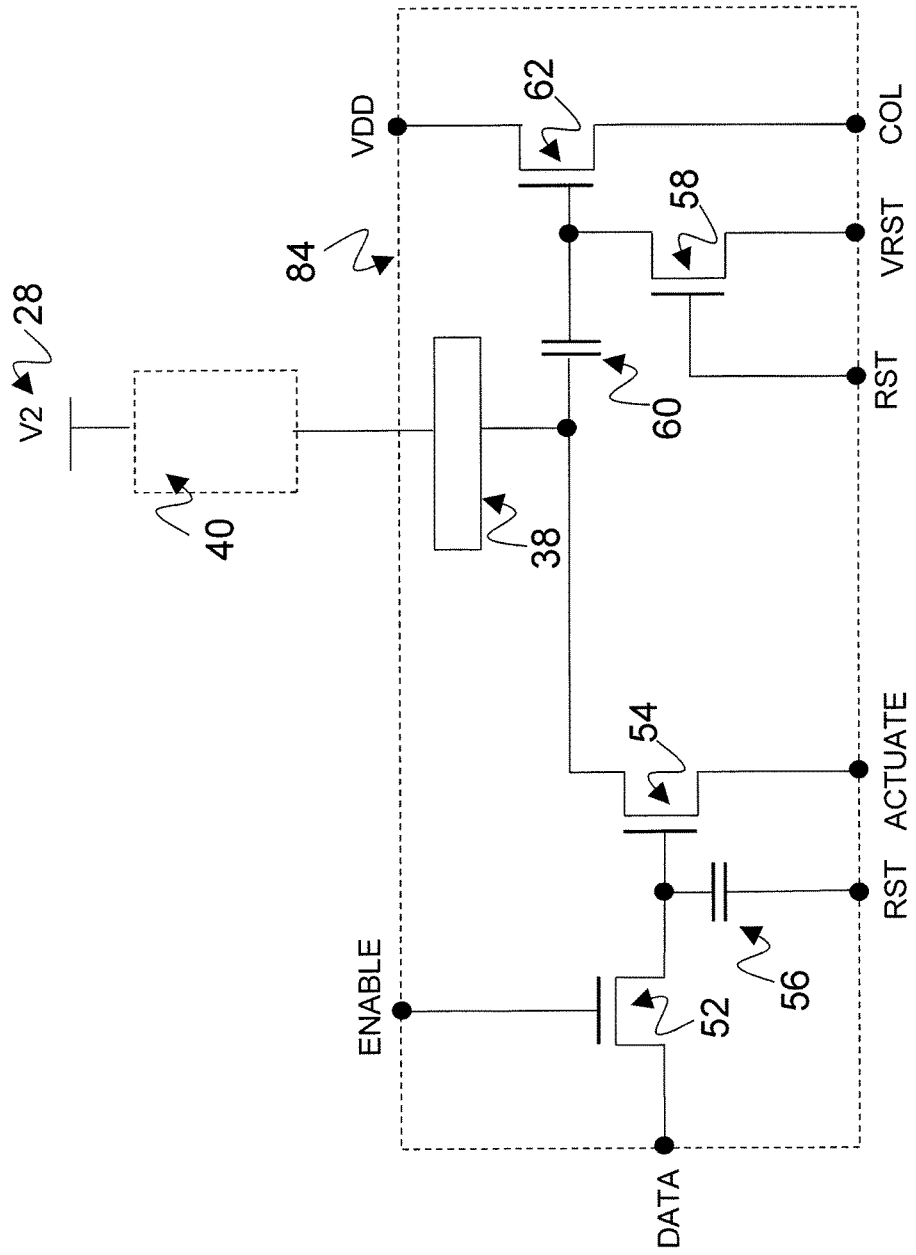 V2 28
40
84
VDD
62
38
60
58
ENABLE
52
54
56
DATA
RST
ACTUATE
RST
VRST
COL